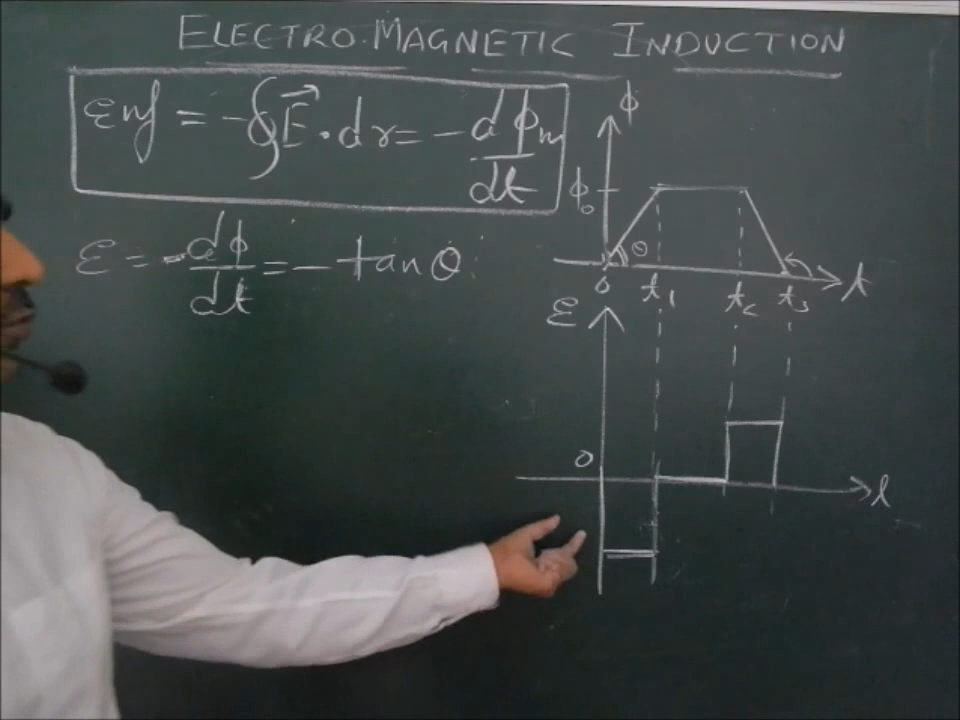 ELECTRO-MAGNETIC INDUCTION
emf = -∮E⃗·dr = -dϕm/dt
ε = -dϕ/dt = -tanθ
ϕ
ϕ₀
θ
0 t₁ t₂ t₃ t
ε
0
t